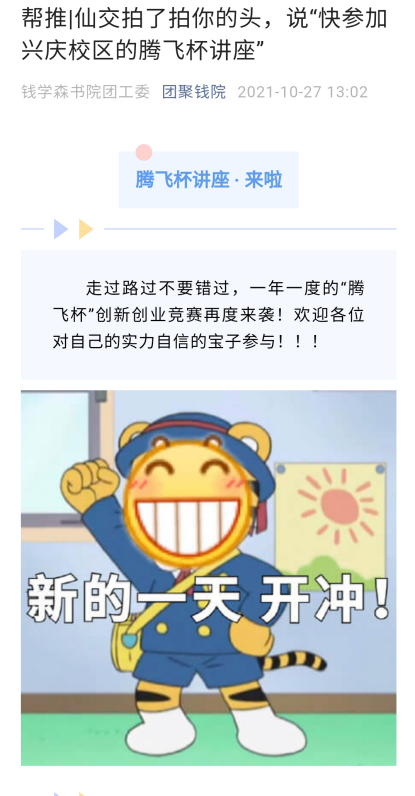 帮推|仙交拍了拍你的头，说“快参加
兴庆校区的腾飞杯讲座”
钱学森书院团工委 团聚钱院 2021-10-27 13:02
腾飞杯讲座 · 来啦
走过路过不要错过，一年一度的“腾
飞杯”创新创业竞赛再度来袭！欢迎各位
对自己的实力自信的宝子参与！！！
新的一天 开冲！